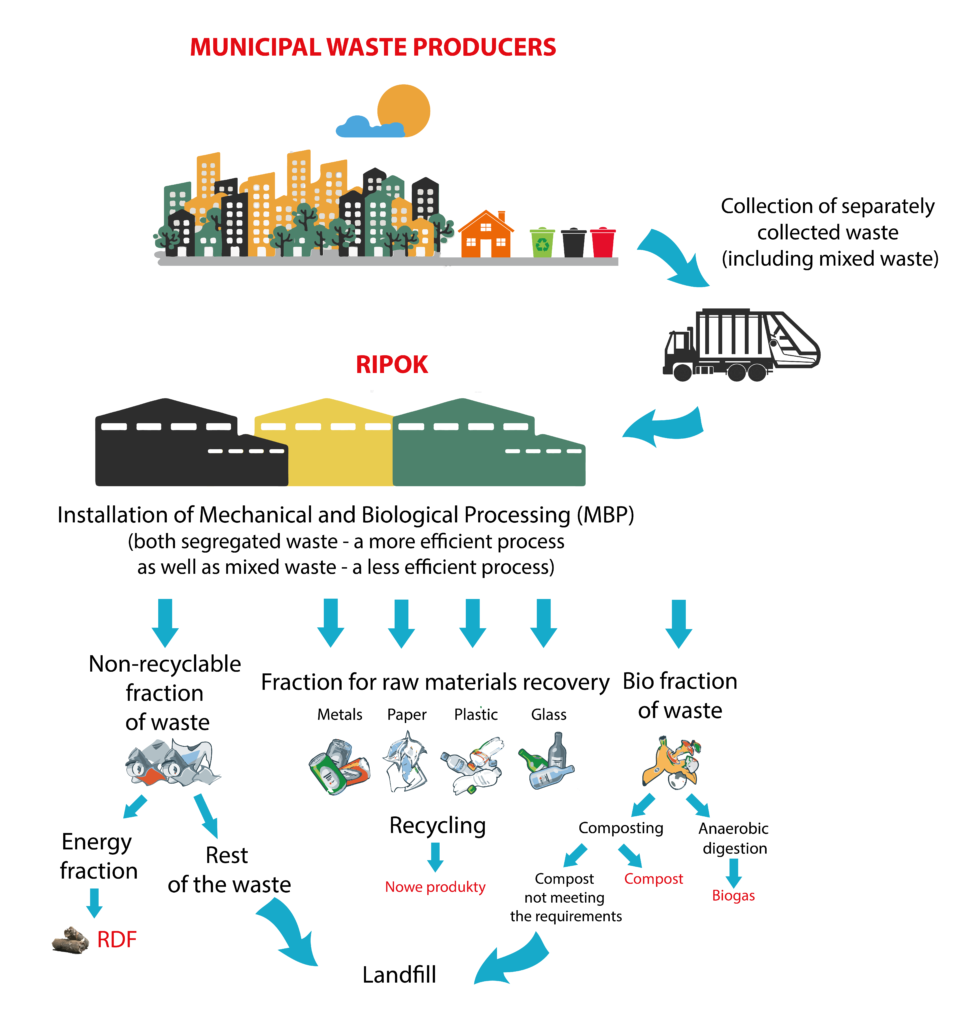 MUNICIPAL WASTE PRODUCERS
Collection of separately
collected waste
(including mixed waste)
RIPOK
Installation of Mechanical and Biological Processing (MBP)
(both segregated waste - a more efficient process
as well as mixed waste - a less efficient process)
Non-recyclable
fraction
of waste
Fraction for raw materials recovery
Metals
Paper
Plastic
Glass
Bio fraction
of waste
Energy
fraction
RDF
Rest
of the waste
Recycling
Nowe produkty
Composting
Anaerobic
digestion
Compost
not meeting
the requirements
Compost
Biogas
Landfill